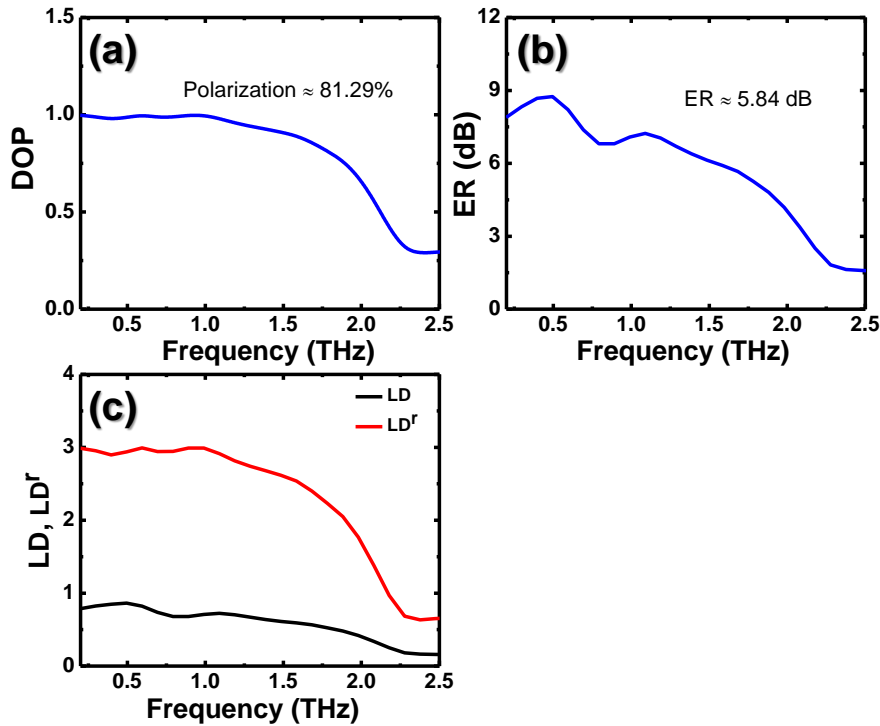 (a)
Polarization ≈ 81.29%
DOP
1.5
1.0
0.5
0.0
0.5 1.0 1.5 2.0 2.5
Frequency (THz)
(b)
ER ≈ 5.84 dB
ER (dB)
12
9
6
3
0
0.5 1.0 1.5 2.0 2.5
Frequency (THz)
(c)
LD
LDʳ
LD, LDʳ
4
3
2
1
0
0.5 1.0 1.5 2.0 2.5
Frequency (THz)